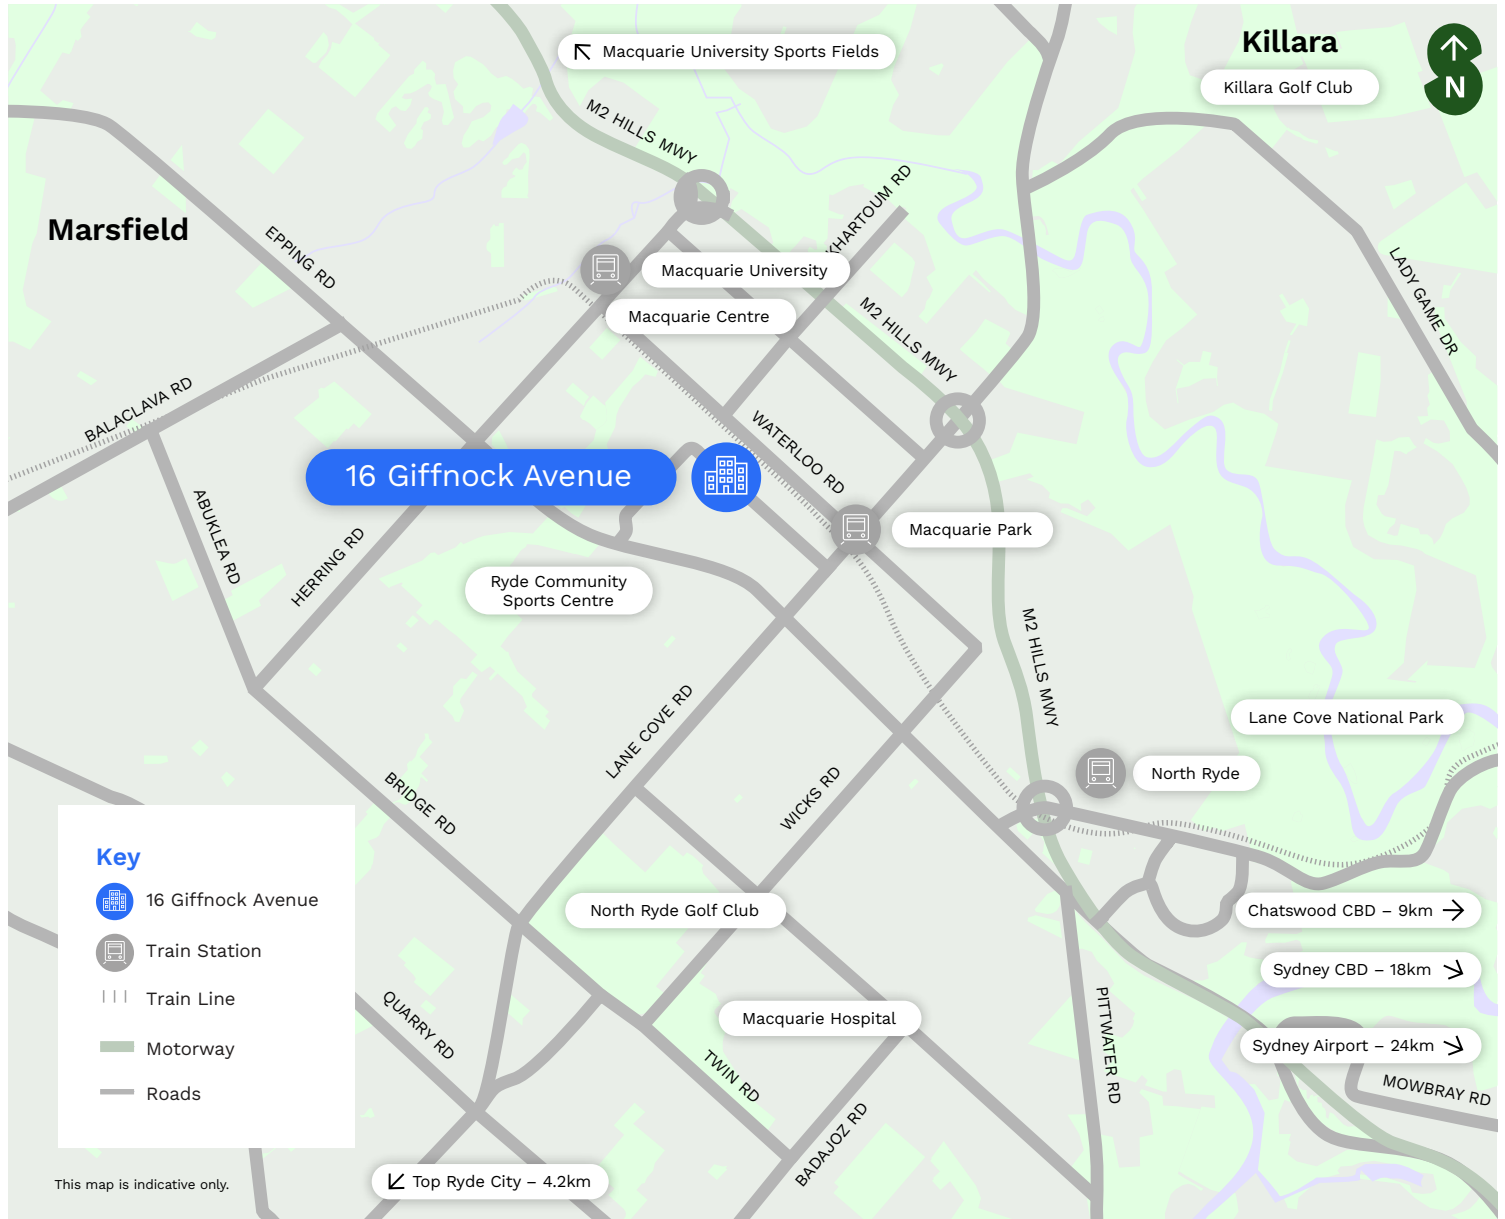 Macquarie University Sports Fields
Killara
Killara Golf Club
N
M2 HILLS MWY
KHARTOUM RD
Marsfield
EPPING RD
Macquarie University
Macquarie Centre
M2 HILLS MWY
LADY GAME DR
BALACLAVA RD
WATERLOO RD
16 Giffnock Avenue
ABUKLEA RD
HERRING RD
Macquarie Park
Ryde Community
Sports Centre
M2 HILLS MWY
LANE COVE RD
Lane Cove National Park
North Ryde
BRIDGE RD
WICKS RD
Key
16 Giffnock Avenue
Train Station
Train Line
Motorway
Roads
North Ryde Golf Club
Chatswood CBD – 9km
Sydney CBD – 18km
QUARRY RD
Macquarie Hospital
PITTWATER RD
Sydney Airport – 24km
TWIN RD
MOWBRAY RD
BADAJOZ RD
This map is indicative only.
Top Ryde City – 4.2km